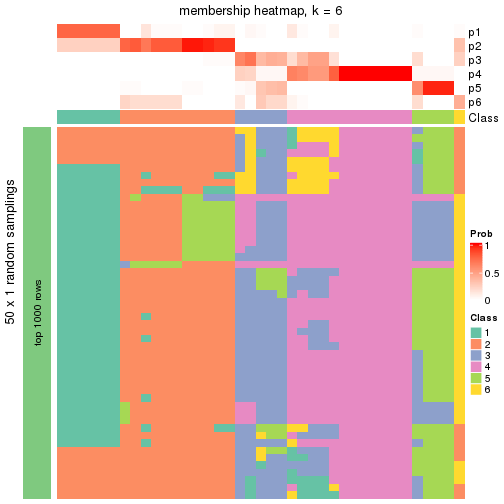 membership heatmap, k = 6
p1
p2
p3
p4
p5
p6
Class
50 x 1 random samplings
top 1000 rows
Prob
1
0.5
0
Class
1
2
3
4
5
6